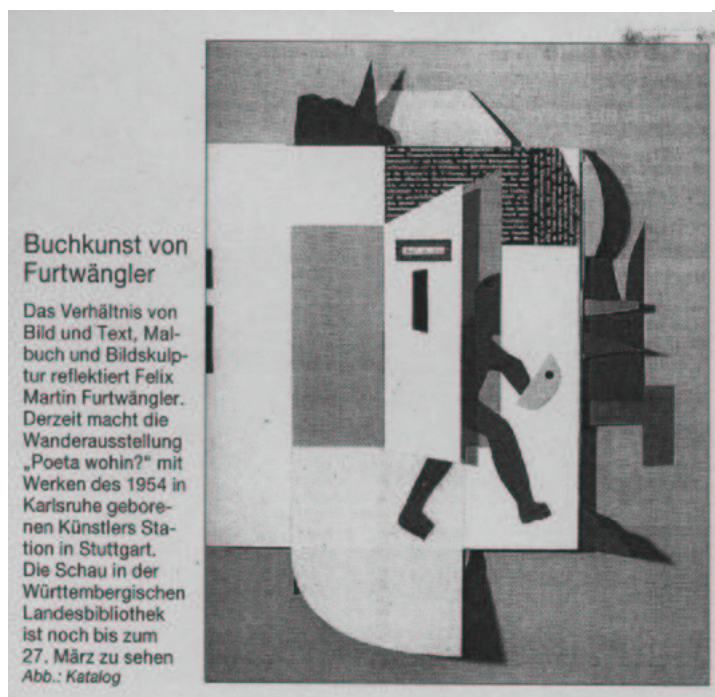 Buchkunst von
Furtwängler
Das Verhältnis von
Bild und Text, Mal-
buch und Bildskulp-
tur reflektiert Felix
Martin Furtwängler.
Derzeit macht die
Wanderausstellung
„Poeta wohin?“ mit
Werken des 1954 in
Karlsruhe gebore-
nen Künstlers Sta-
tion in Stuttgart.
Die Schau in der
Württembergischen
Landesbibliothek
ist noch bis zum
27. März zu sehen
Abb.: Katalog